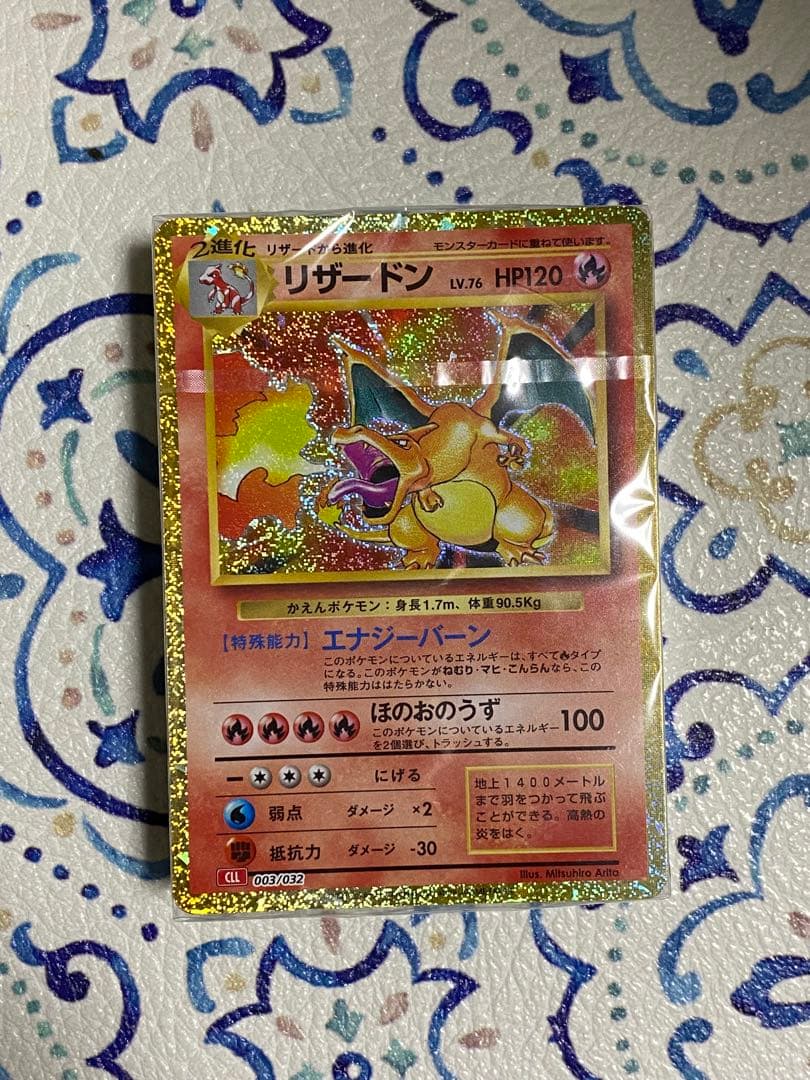 2進化 リザードから進化 モンスターカードに重ねて使います。
リザードン LV.76 HP120
かえんポケモン：身長1.7m、体重90.5Kg
【特殊能力】エナジーバーン
このポケモンについているエネルギーは、すべて🔥タイプ
になる。このポケモンがねむり・マヒ・こんらんなら、この
特殊能力ははたらかない。
ほのおのうず 100
このポケモンについているエネルギー
を2個選び、トラッシュする。
にげる
弱点 ダメージ ×2
抵抗力 ダメージ -30
地上1400メートル
まで羽をつかって飛ぶ
ことができる。高熱の
炎をはく。
Illus. Mitsuhiro Arita
CLL 003/032